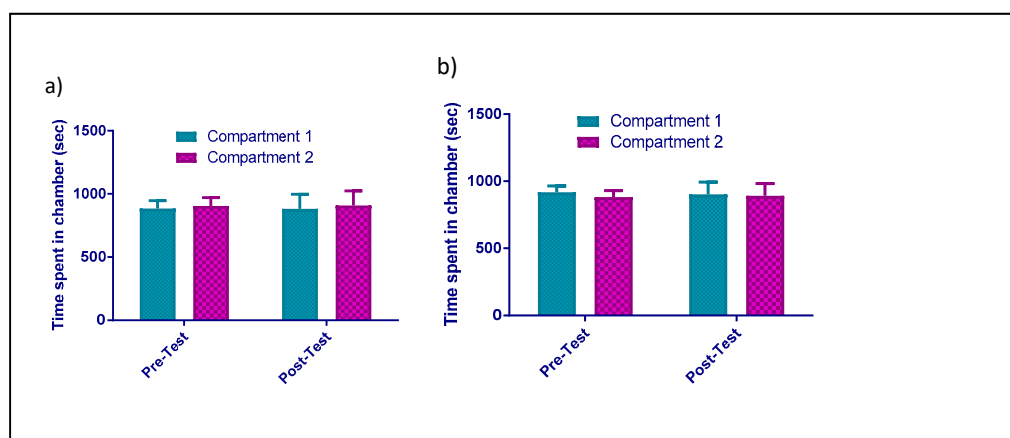 a)
Time spent in chamber (sec)
1500
1000
500
0
Compartment 1
Compartment 2
Pre-Test
Post-Test
b)
Time spent in chamber (sec)
1500
1000
500
0
Compartment 1
Compartment 2
Pre-Test
Post-Test